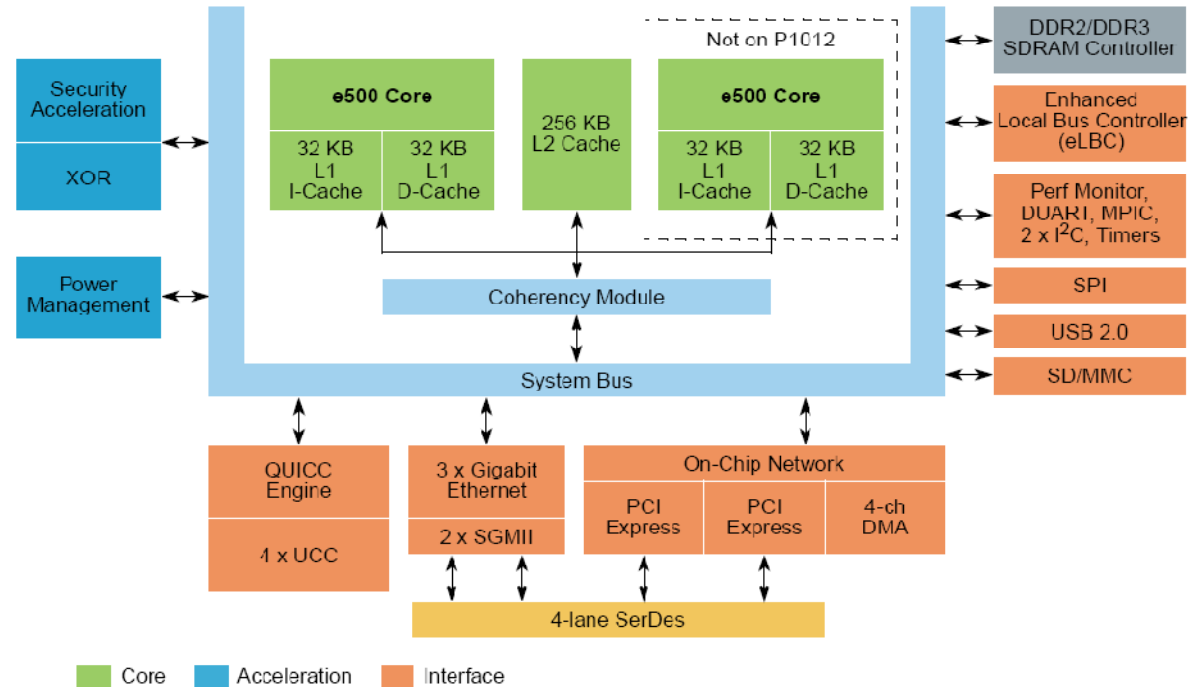 Not on P1012
DDR2/DDR3
SDRAM Controller
Security
Acceleration
XOR
e500 Core
32 KB
L1
I-Cache
32 KB
L1
D-Cache
256 KB
L2 Cache
e500 Core
32 KB
L1
I-Cache
32 KB
L1
D-Cache
Enhanced
Local Bus Controller
(eLBC)
Perf Monitor,
DUART, MPIC,
2 x I²C, Timers
Power
Management
Coherency Module
SPI
USB 2.0
System Bus
SD/MMC
QUICC
Engine
4 x UCC
3 x Gigabit
Ethernet
2 x SGMII
On-Chip Network
PCI
Express
PCI
Express
4-ch
DMA
4-lane SerDes
Core
Acceleration
Interface